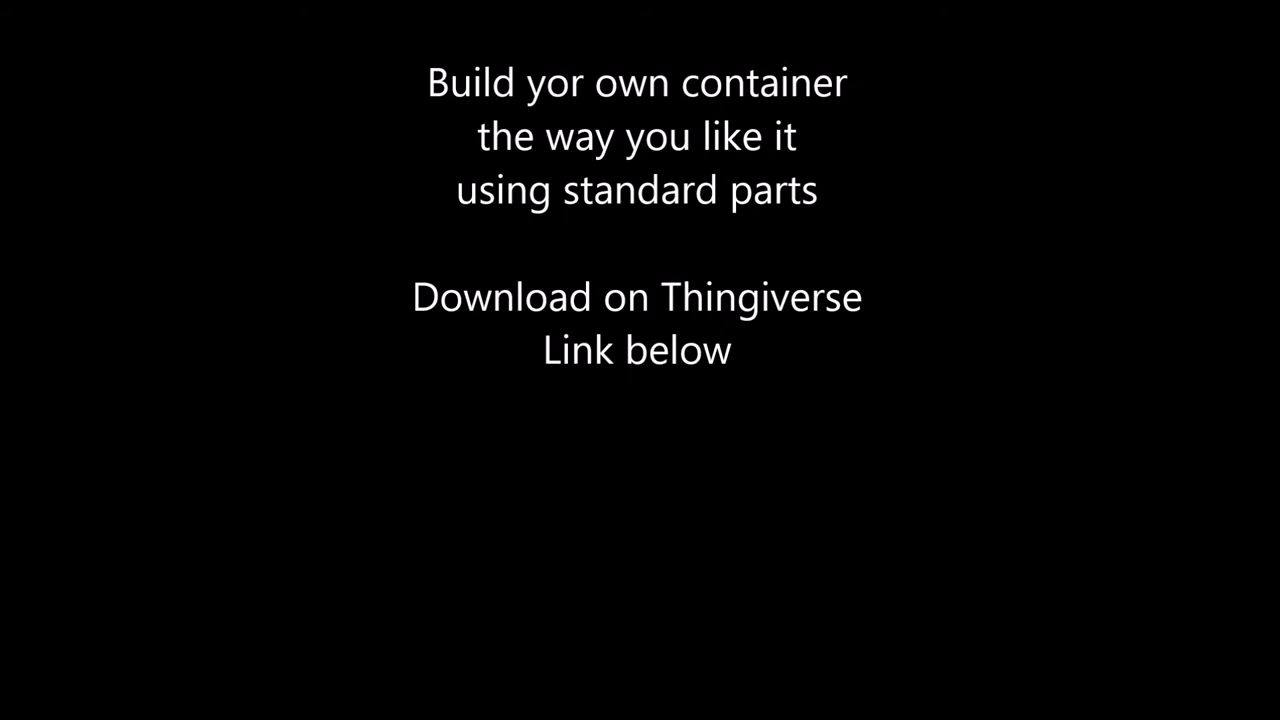 Build yor own container
the way you like it
using standard parts
Download on Thingiverse
Link below